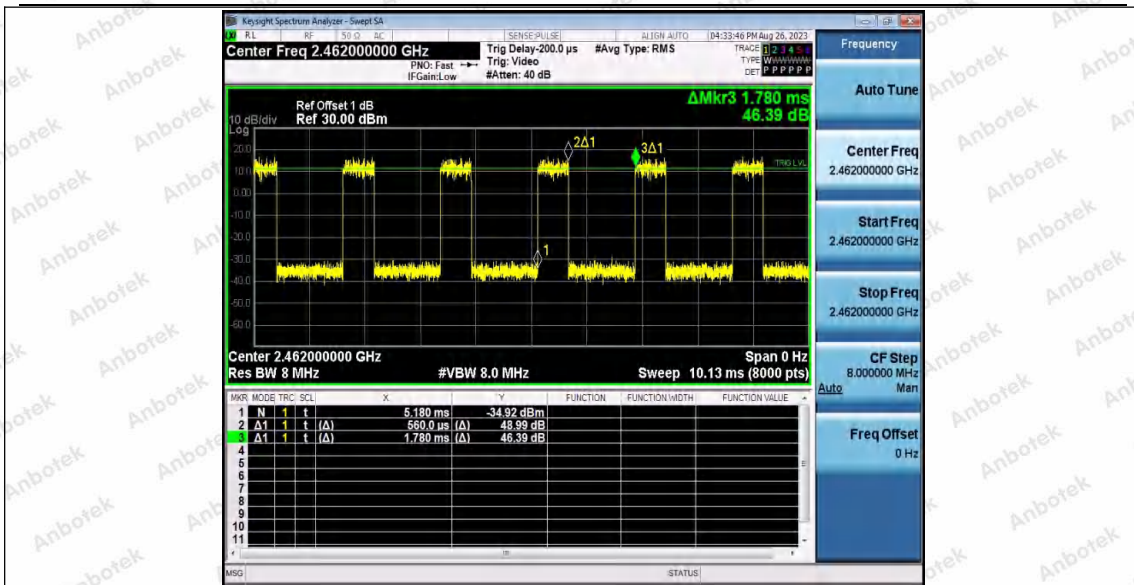 Keysight Spectrum Analyzer - Swept SA
RL RF 50 Ω AC SENSE:PULSE ALIGN AUTO 04:33:46 PM Aug 26, 2023
Center Freq 2.462000000 GHz Trig Delay-200.0 µs #Avg Type: RMS TRACE 1 2 3 4 5 6
PNO: Fast Trig: Video TYPE W
IFGain:Low #Atten: 40 dB DET P P P P P P
Frequency
Auto Tune
Center Freq
2.462000000 GHz
Start Freq
2.462000000 GHz
Stop Freq
2.462000000 GHz
CF Step
8.000000 MHz
Auto Man
Freq Offset
0 Hz
ΔMkr3 1.780 ms
46.39 dB
Ref Offset 1 dB
10 dB/div Ref 30.00 dBm
Log
20.0
10.0
0.00
-10.0
-20.0
-30.0
-40.0
-50.0
-60.0
2Δ1
3Δ1
TRIG LVL
1
Center 2.462000000 GHz Span 0 Hz
Res BW 8 MHz #VBW 8.0 MHz Sweep 10.13 ms (8000 pts)
MKR MODE TRC SCL X Y FUNCTION FUNCTION WIDTH FUNCTION VALUE
1 N 1 t 5.180 ms -34.92 dBm
2 Δ1 1 t (Δ) 560.0 µs (Δ) 48.99 dB
3 Δ1 1 t (Δ) 1.780 ms (Δ) 46.39 dB
4
5
6
7
8
9
10
11
MSG STATUS
Anbotek